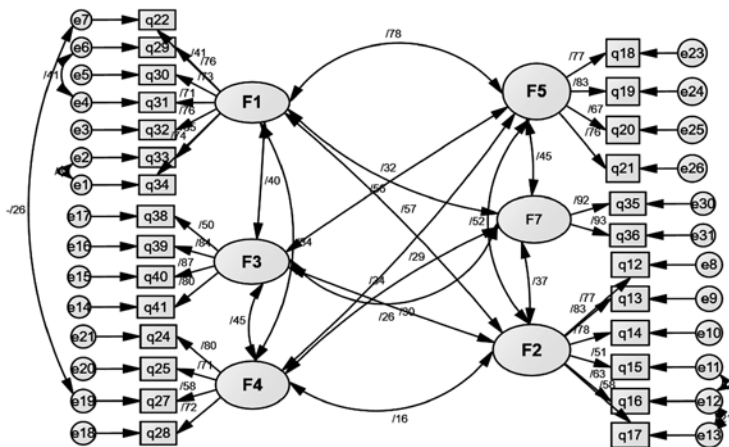 e7 q22
e6 q29
e5 q30
e4 q31
e3 q32
e2 q33
e1 q34
e17 q38
e16 q39
e15 q40
e14 q41
e21 q24
e20 q25
e19 q27
e18 q28
F1
F3
F4
F5
F7
F2
q18 e23
q19 e24
q20 e25
q21 e26
q35 e30
q36 e31
q12 e8
q13 e9
q14 e10
q15 e11
q16 e12
q17 e13
/78
/41
/76
/73
/71
/76
/74
/41
-/26
/40
/32
/55
/57
/52
/45
/34
/29
/37
/26
/30
/45
/16
/50
/84
/87
/80
/80
/71
/58
/72
/77
/83
/67
/76
/92
/93
/77
/83
/78
/51
/63
/58